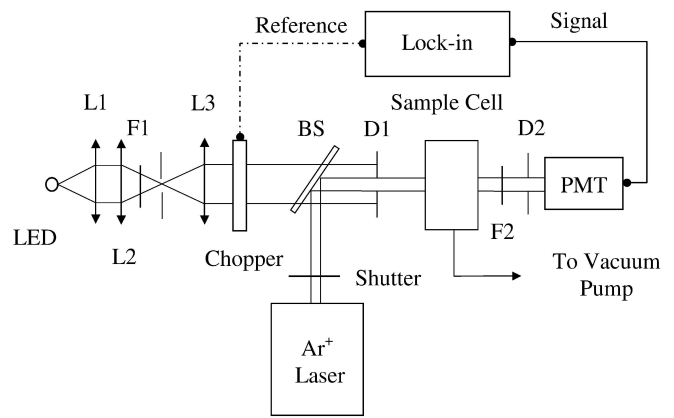 Reference
Lock-in
Signal
Sample Cell
L1
F1
L3
BS
D1
D2
PMT
LED
L2
Chopper
F2
Shutter
To Vacuum
Pump
Ar⁺
Laser